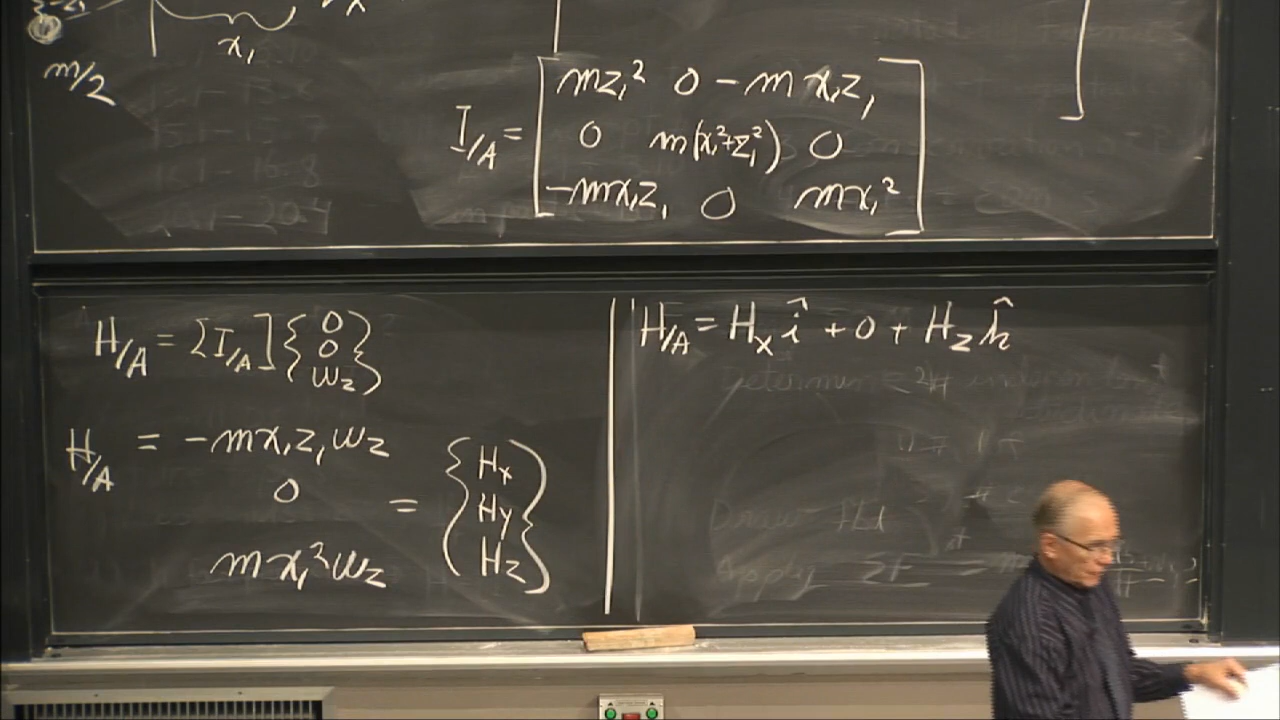 x₁
m/2
I/A = [ mz₁² 0 -mx₁z₁
0 m(x₁²+z₁²) 0
-mx₁z₁ 0 mx₁² ]
H/A = [I/A] { 0
0
ωz }
H/A = -mx₁z₁ωz
0
mx₁²ωz
= { Hx
Hy
Hz }
H/A = Hx î + 0 + Hz k̂